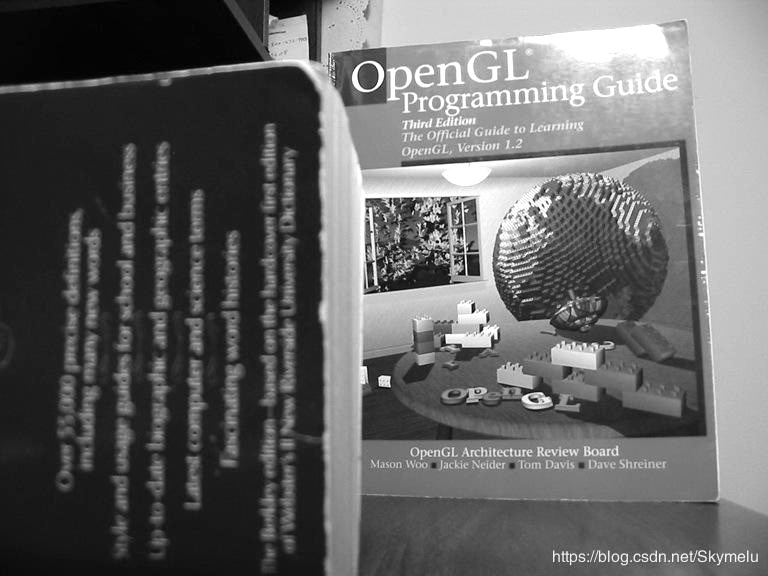 Over 55,000 precise definitions,
including many new words
Style and usage guides for school and business
Up-to-date biographic and geographic entries
Latest computer and science terms
Fascinating word histories
The Berkley edition—based on the hardcover first edition
of Webster's II New Riverside University Dictionary
OpenGL®
Programming Guide
Third Edition
The Official Guide to Learning
OpenGL, Version 1.2
OpenGL
OpenGL Architecture Review Board
Mason Woo ■ Jackie Neider ■ Tom Davis ■ Dave Shreiner
https://blog.csdn.net/Skymelu